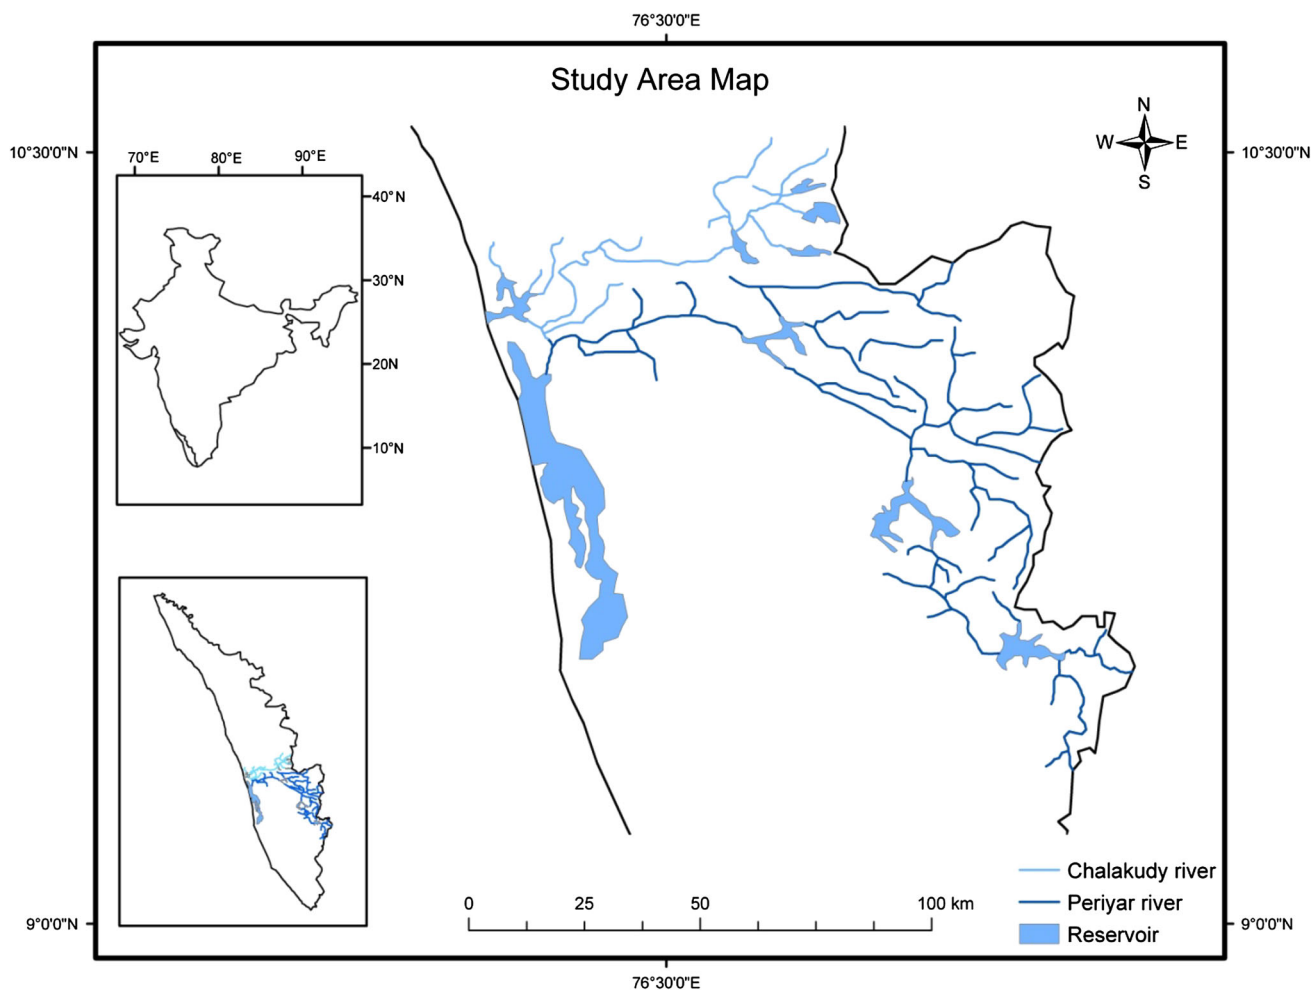 76°30'0"E
Study Area Map
N
W E
S
10°30'0"N
10°30'0"N
70°E 80°E 90°E
40°N
30°N
20°N
10°N
0 25 50 100 km
Chalakudy river
Periyar river
Reservoir
9°0'0"N
9°0'0"N
76°30'0"E